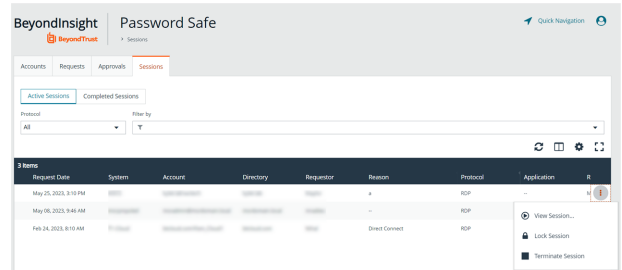 BeyondInsight
BeyondTrust
Password Safe
› Sessions
Quick Navigation
Accounts Requests Approvals Sessions
Active Sessions Completed Sessions
Protocol Filter by
All
3 Items
Request Date System Account Directory Requestor Reason Protocol Application R
May 25, 2023, 3:10 PM a RDP --
May 08, 2023, 9:46 AM -- RDP
Feb 24, 2023, 8:10 AM Direct Connect RDP
View Session...
Lock Session
Terminate Session